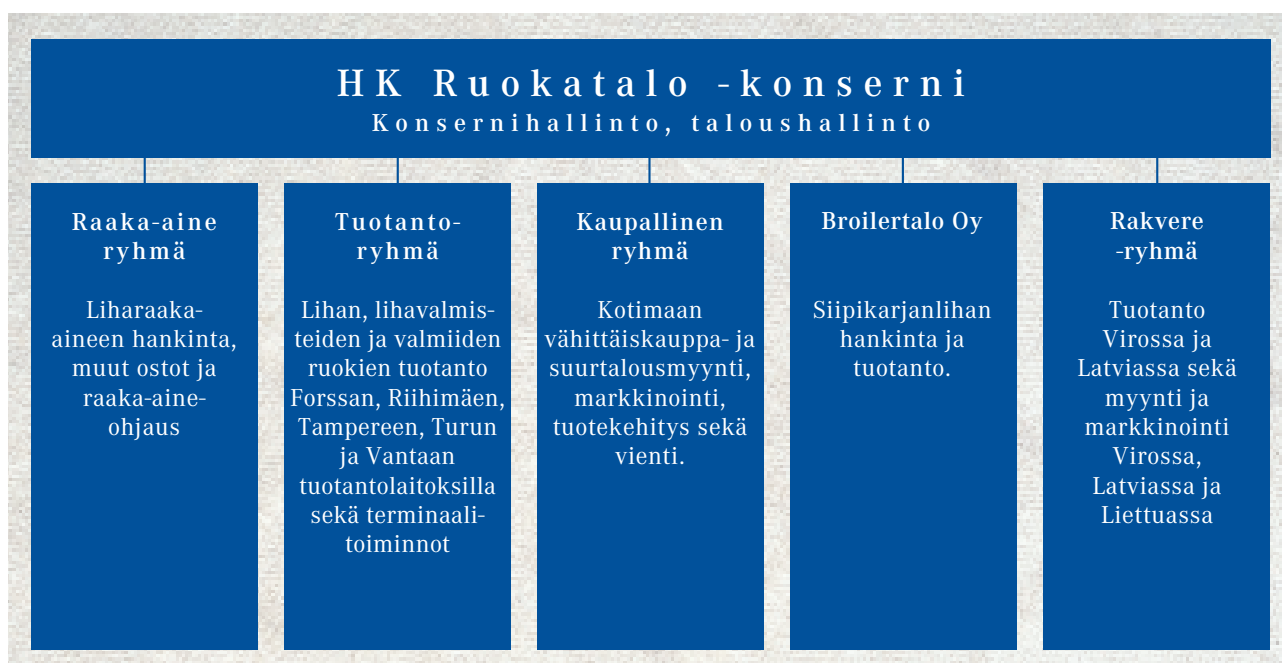 HK Ruokatalo -konserni
Konsernihallinto, taloushallinto
Raaka-aine
ryhmä
Liharaaka-
aineen hankinta,
muut ostot ja
raaka-aine-
ohjaus
Tuotanto-
ryhmä
Lihan, lihavalmis-
teiden ja valmiiden
ruokien tuotanto
Forssan, Riihimäen,
Tampereen, Turun
ja Vantaan
tuotantolaitoksilla
sekä terminaali-
toiminnot
Kaupallinen
ryhmä
Kotimaan
vähittäiskauppa- ja
suurtalousmyynti,
markkinointi,
tuotekehitys sekä
vienti.
Broilertalo Oy
Siipikarjanlihan
hankinta ja
tuotanto.
Rakvere
-ryhmä
Tuotanto
Virossa ja
Latviassa sekä
myynti ja
markkinointi
Virossa,
Latviassa ja
Liettuassa